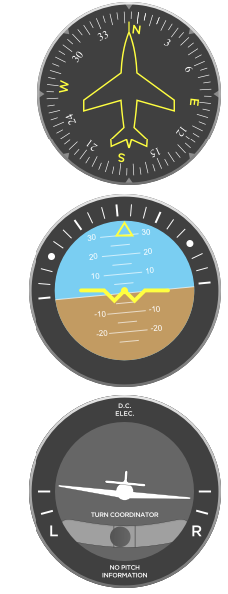 N
33 3
30 6
W E
24 12
21 15
S
30 30
20 20
10 10
-10 -10
-20 -20
D.C.
ELEC.
TURN COORDINATOR
L R
NO PITCH
INFORMATION